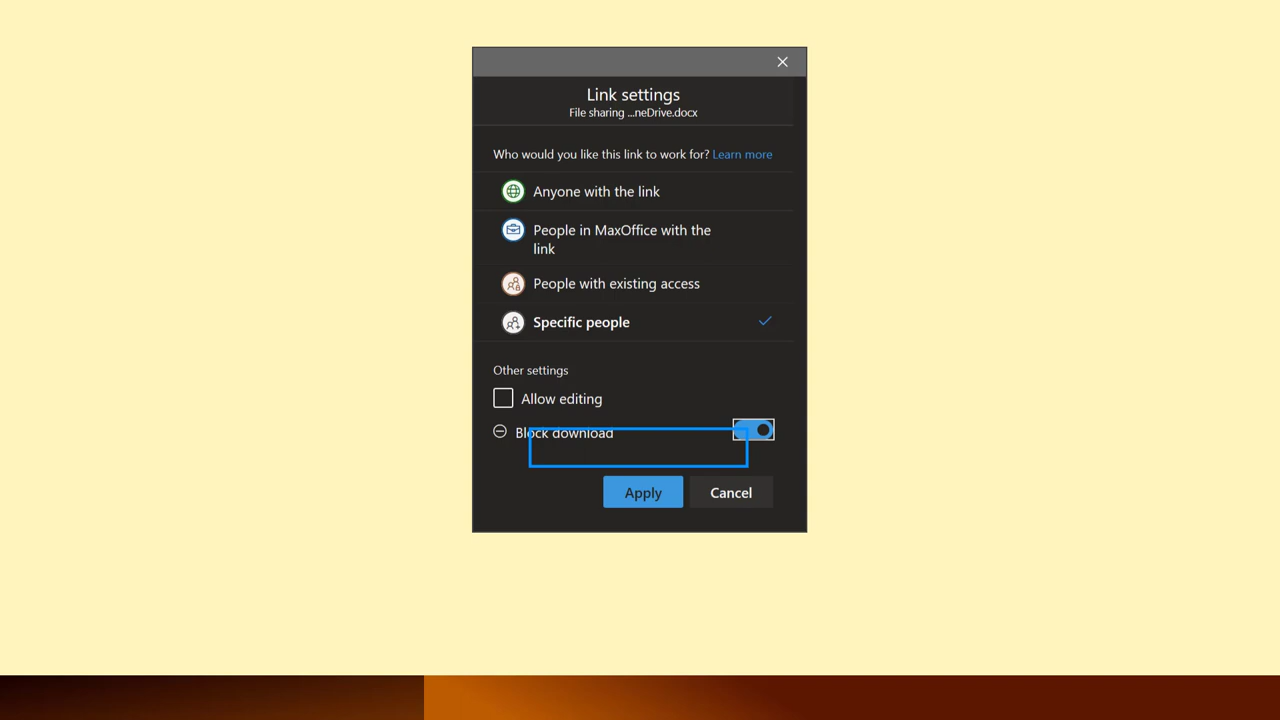 Link settings
File sharing ...neDrive.docx
Who would you like this link to work for? Learn more
Anyone with the link
People in MaxOffice with the
link
People with existing access
Specific people
Other settings
Allow editing
Block download
Apply Cancel